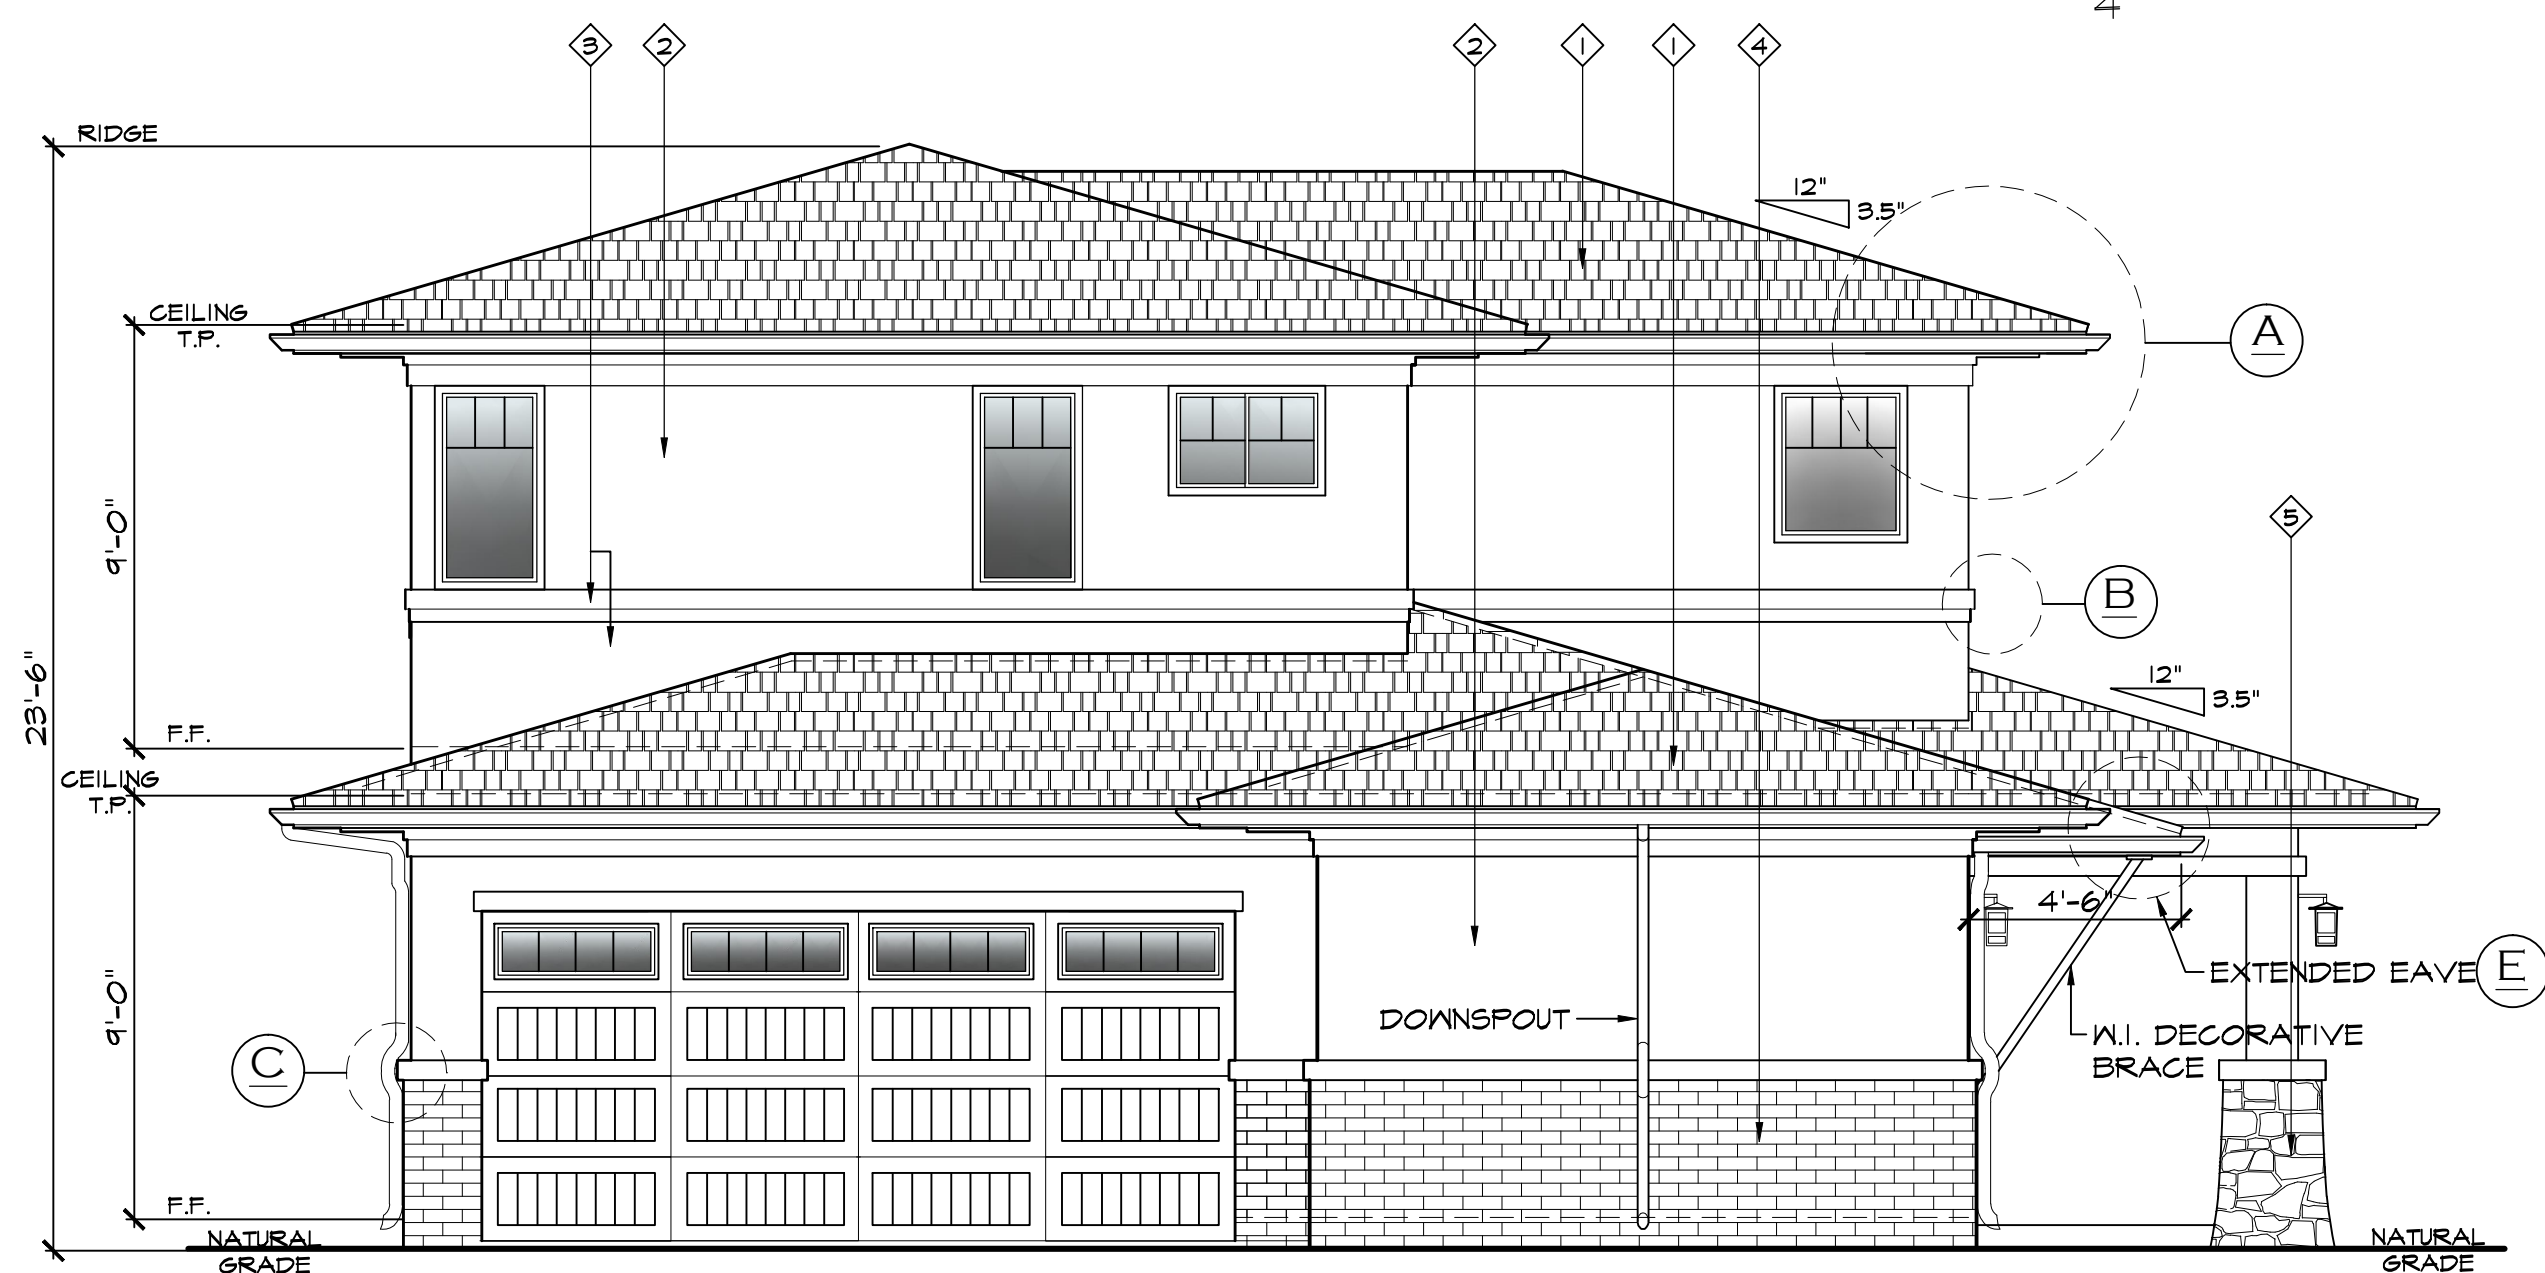 4
3
2
2
1
1
4
RIDGE
12"
3.5"
CEILING
T.P.
A
9'-0"
5
B
23'-6"
12"
3.5"
F.F.
CEILING
T.P.
4'-6"
EXTENDED EAVE
E
9'-0"
DOWNSPOUT
W.I. DECORATIVE
BRACE
C
F.F.
NATURAL
GRADE
NATURAL
GRADE